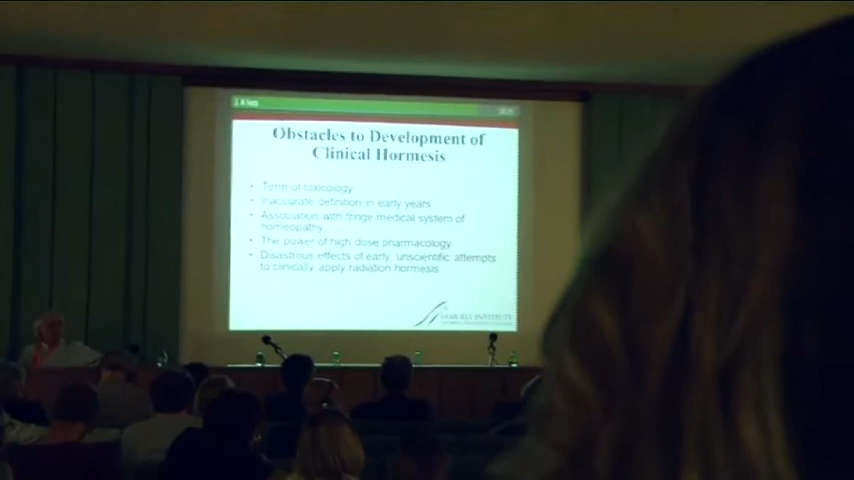 Obstacles to Development of
Clinical Hormesis
• Term of toxicology
• Inaccurate definition in early years
• Association with fringe medical system of
homeopathy
• The power of high dose pharmacology
• Disastrous effects of early, unscientific attempts
to clinically apply radiation hormesis
SAMUELI INSTITUTE